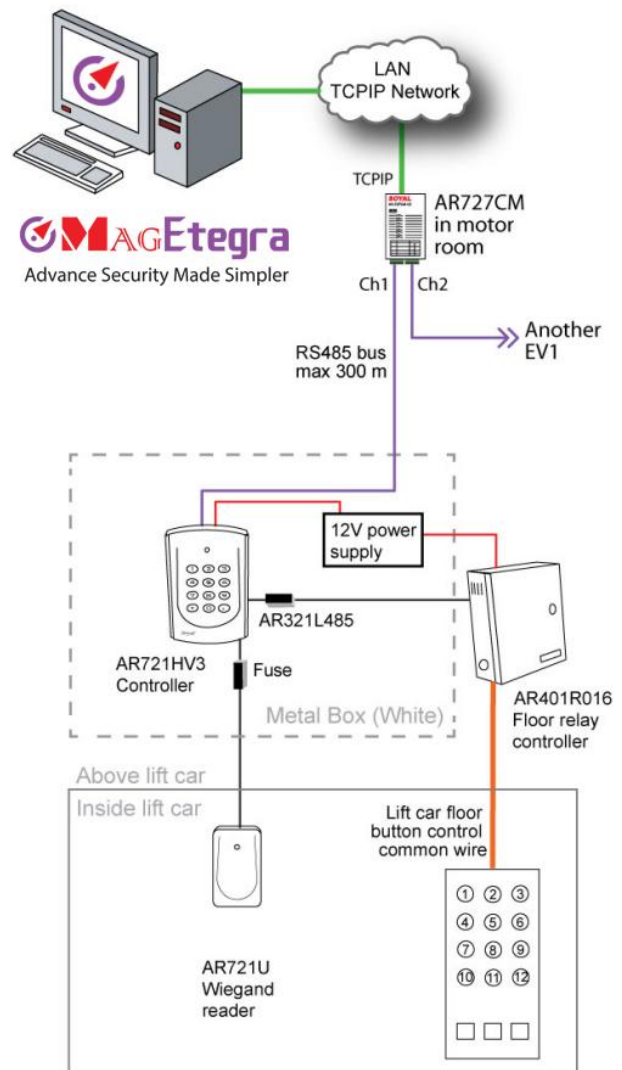 LAN
TCPIP Network
TCPIP
SOYAL
AR727CM
in motor
room
MAGEtegra
Advance Security Made Simpler
Ch1
Ch2
Another
EV1
RS485 bus
max 300 m
12V power
supply
AR321L485
AR721HV3
Controller
Fuse
Metal Box (White)
AR401R016
Floor relay
controller
Above lift car
Inside lift car
Lift car floor
button control
common wire
AR721U
Wiegand
reader
1 2 3
4 5 6
7 8 9
10 11 12